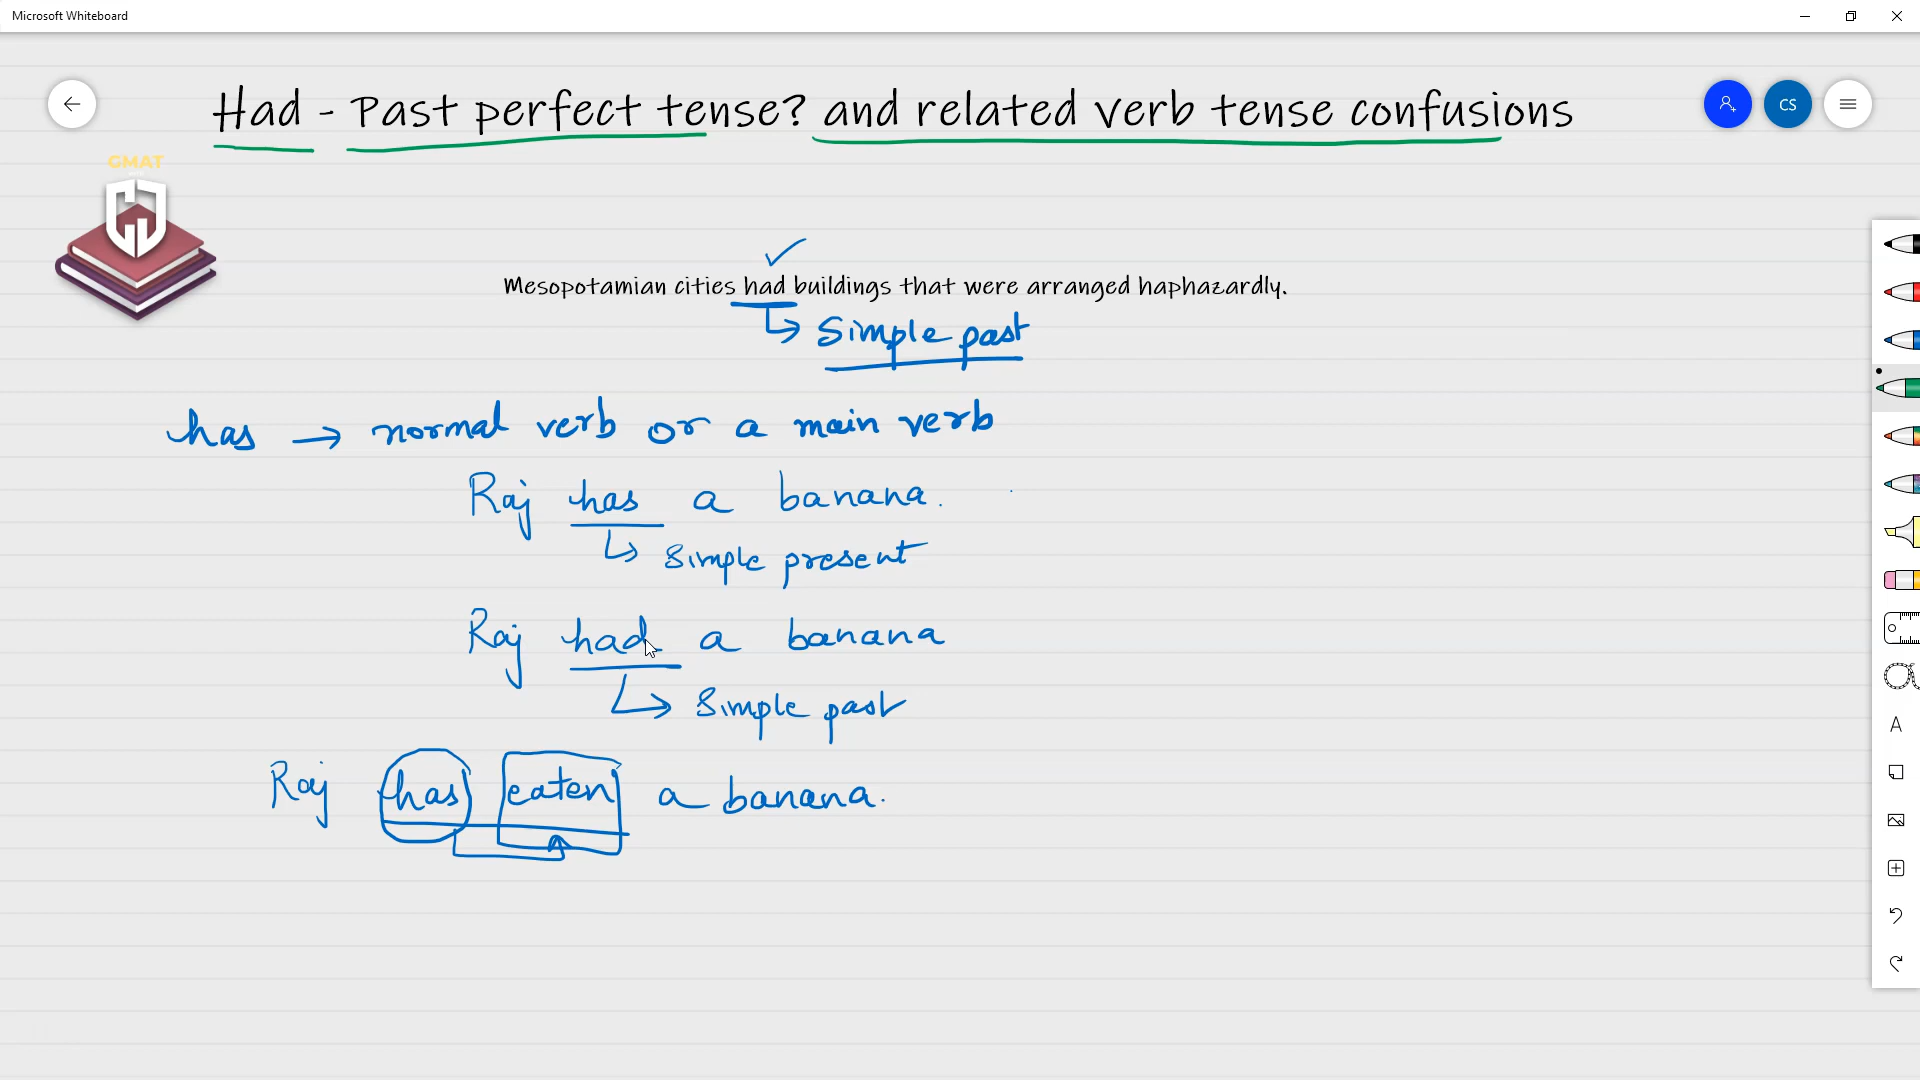 Microsoft Whiteboard
Had - Past perfect tense? and related verb tense confusions
CS
GMAT
Mesopotamian cities had buildings that were arranged haphazardly.
Simple past
has → normal verb or a main verb
Raj has a banana.
Simple present
Raj had a banana
Simple past
Raj has eaten a banana.
A